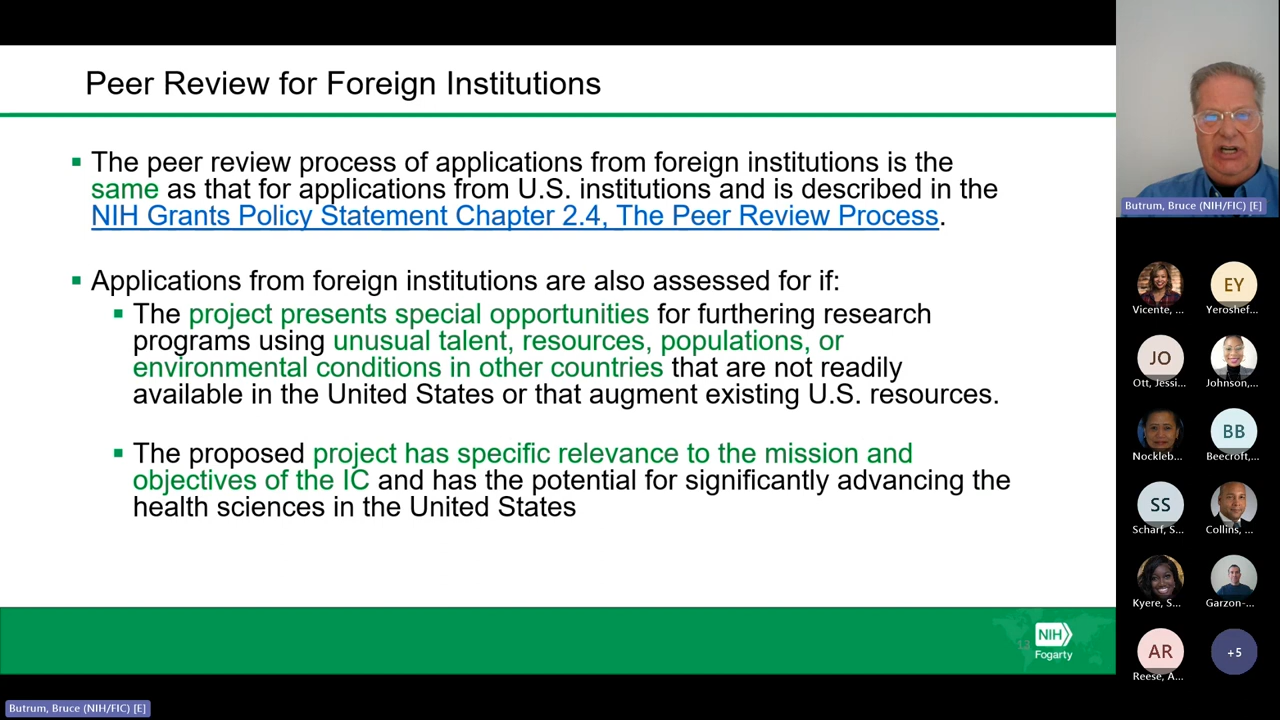 Peer Review for Foreign Institutions
The peer review process of applications from foreign institutions is the
same as that for applications from U.S. institutions and is described in the
NIH Grants Policy Statement Chapter 2.4, The Peer Review Process.
Applications from foreign institutions are also assessed for if:
The project presents special opportunities for furthering research
programs using unusual talent, resources, populations, or
environmental conditions in other countries that are not readily
available in the United States or that augment existing U.S. resources.
The proposed project has specific relevance to the mission and
objectives of the IC and has the potential for significantly advancing the
health sciences in the United States
13
NIH
Fogarty
Butrum, Bruce (NIH/FIC) [E]
EY
Vicente, ...
Yeroshef...
JO
Ott, Jessi...
Johnson,...
BB
Nockleb...
Beecroft,...
SS
Scharf, S...
Collins, ...
Kyere, S...
Garzon-...
AR
+5
Reese, A...
Butrum, Bruce (NIH/FIC) [E]